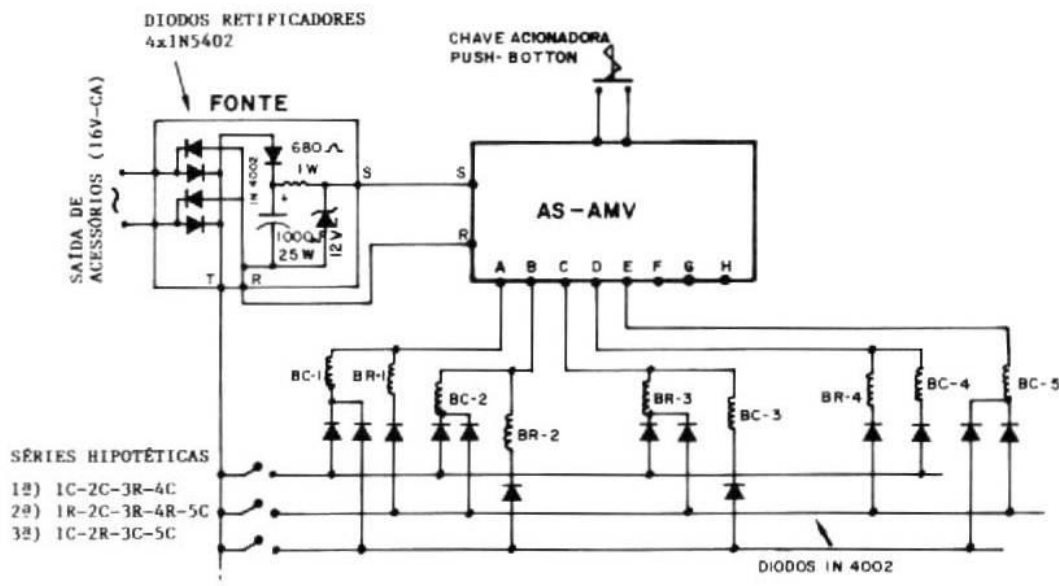 DIODOS RETIFICADORES
4x1N5402
CHAVE ACIONADORA
PUSH-BOTTON
SAÍDA DE
ACESSÓRIOS (16V-CA)
FONTE
680
1W
IN 4002
+
1000
25W
12V
S
T
R
S
R
AS-AMV
A B C D E F G H
BC-1
BR-1
BC-2
BR-2
BR-3
BC-3
BR-4
BC-4
BC-5
SÉRIES HIPOTÉTICAS
1ª) 1C-2C-3R-4C
2ª) 1R-2C-3R-4R-5C
3ª) 1C-2R-3C-5C
DIODOS IN 4002